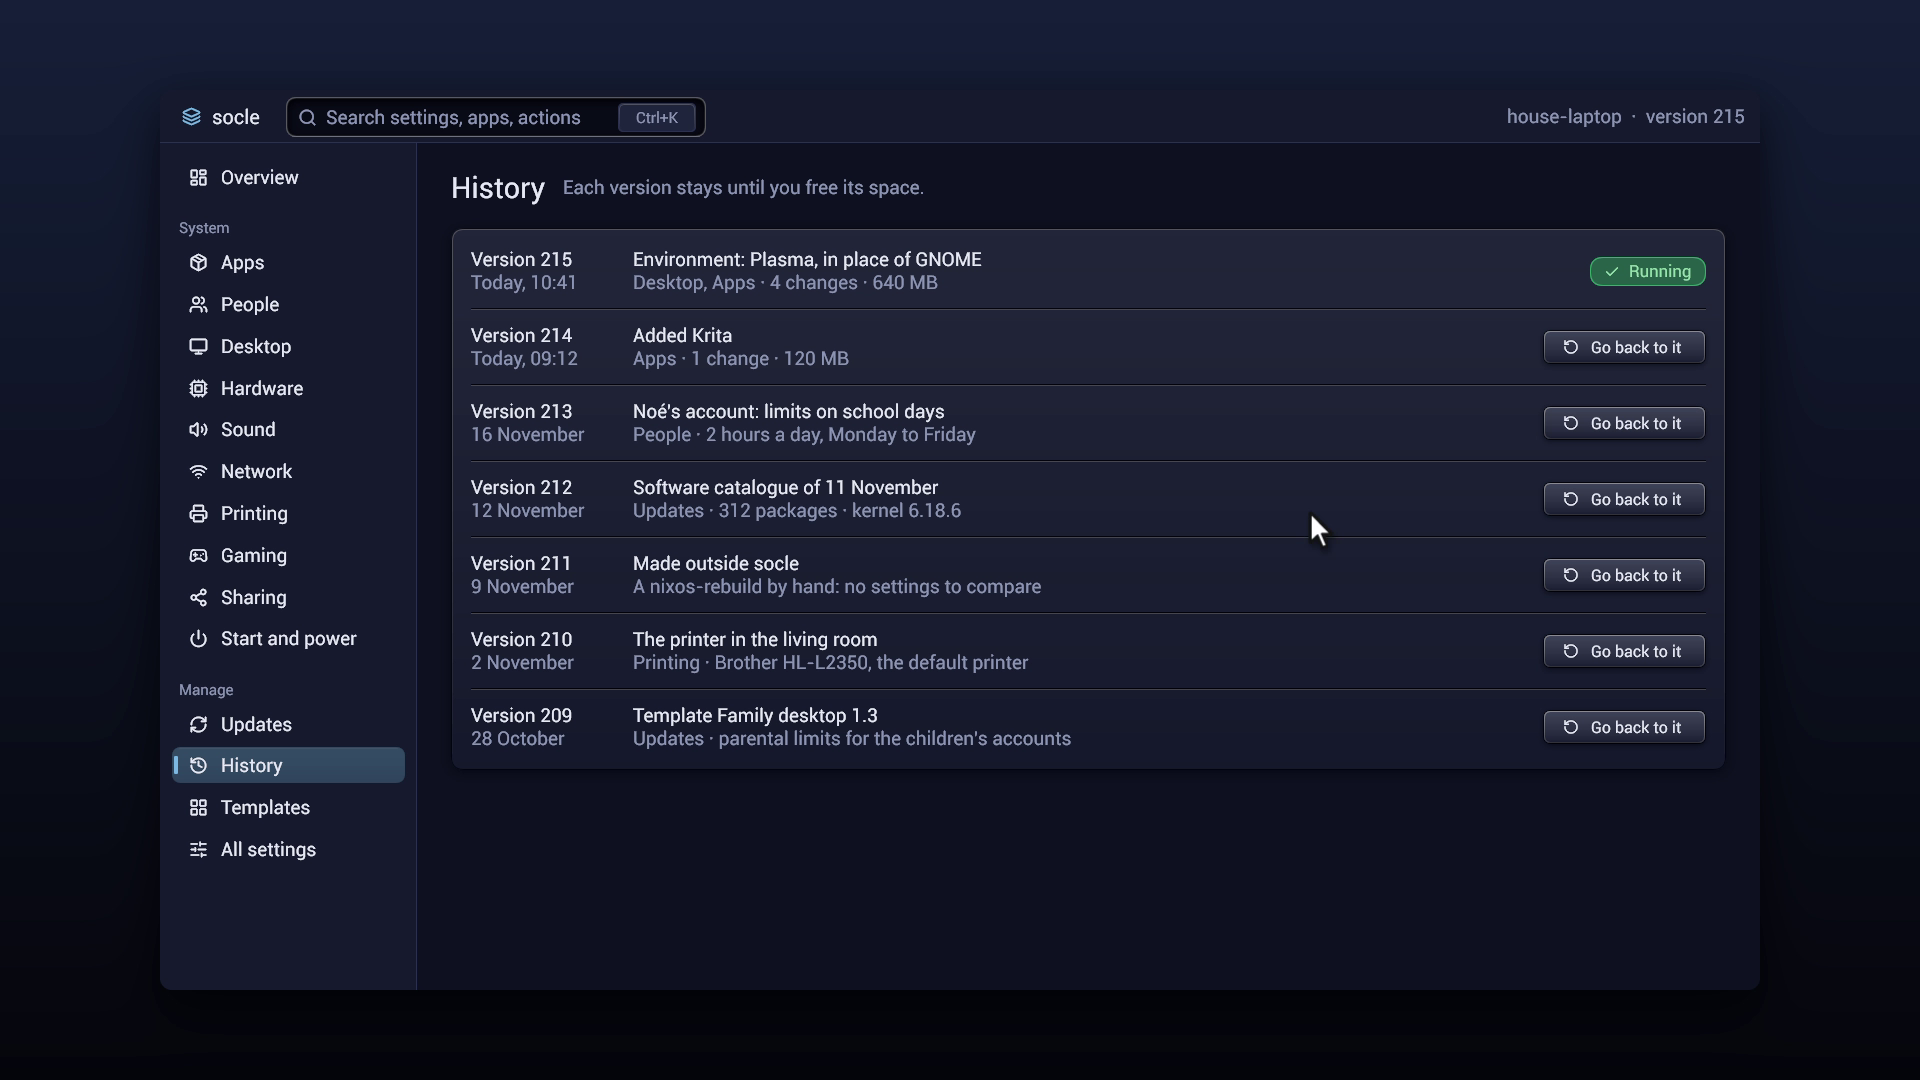 socle
Search settings, apps, actions
Ctrl+K
house-laptop · version 215
Overview
System
Apps
People
Desktop
Hardware
Sound
Network
Printing
Gaming
Sharing
Start and power
Manage
Updates
History
Templates
All settings
History
Each version stays until you free its space.
Version 215
Today, 10:41
Environment: Plasma, in place of GNOME
Desktop, Apps · 4 changes · 640 MB
Running
Version 214
Today, 09:12
Added Krita
Apps · 1 change · 120 MB
Go back to it
Version 213
16 November
Noé's account: limits on school days
People · 2 hours a day, Monday to Friday
Go back to it
Version 212
12 November
Software catalogue of 11 November
Updates · 312 packages · kernel 6.18.6
Go back to it
Version 211
9 November
Made outside socle
A nixos-rebuild by hand: no settings to compare
Go back to it
Version 210
2 November
The printer in the living room
Printing · Brother HL-L2350, the default printer
Go back to it
Version 209
28 October
Template Family desktop 1.3
Updates · parental limits for the children's accounts
Go back to it